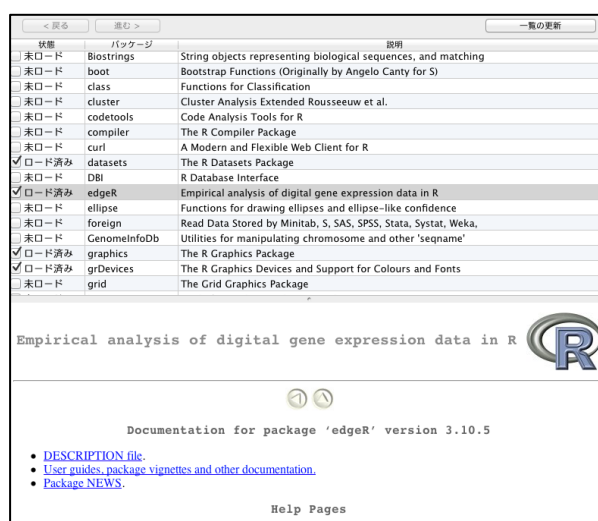 < 戻る 進む > 一覧の更新
状態 パッケージ 説明
未ロード Biostrings String objects representing biological sequences, and matching
未ロード boot Bootstrap Functions (Originally by Angelo Canty for S)
未ロード class Functions for Classification
未ロード cluster Cluster Analysis Extended Rousseeuw et al.
未ロード codetools Code Analysis Tools for R
未ロード compiler The R Compiler Package
未ロード curl A Modern and Flexible Web Client for R
ロード済み datasets The R Datasets Package
未ロード DBI R Database Interface
ロード済み edgeR Empirical analysis of digital gene expression data in R
未ロード ellipse Functions for drawing ellipses and ellipse-like confidence
未ロード foreign Read Data Stored by Minitab, S, SAS, SPSS, Stata, Systat, Weka,
未ロード GenomeInfoDb Utilities for manipulating chromosome and other 'seqname'
ロード済み graphics The R Graphics Package
ロード済み grDevices The R Graphics Devices and Support for Colours and Fonts
未ロード grid The Grid Graphics Package
Empirical analysis of digital gene expression data in R
R
Documentation for package ‘edgeR’ version 3.10.5
• DESCRIPTION file.
• User guides, package vignettes and other documentation.
• Package NEWS.
Help Pages